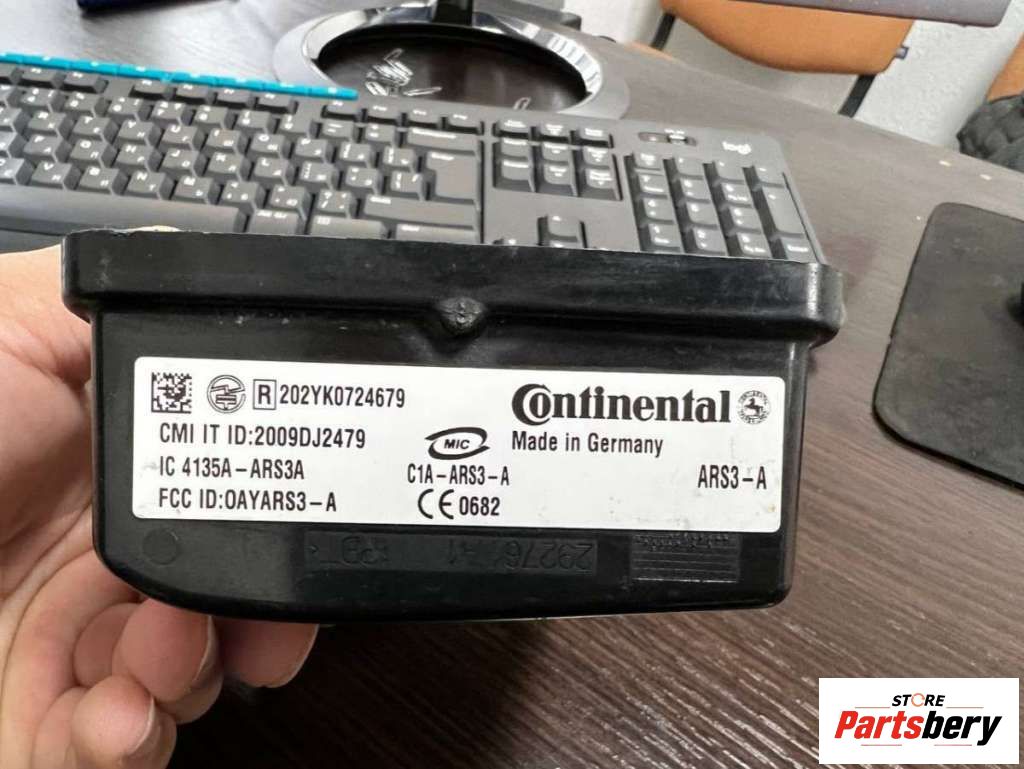 logi
R 202YK0724679
CMI IT ID:2009DJ2479
IC 4135A-ARS3A
FCC ID:OAYARS3-A
MIC
C1A-ARS3-A
CE 0682
Continental
Made in Germany
ARS3-A
STORE
Partsbery